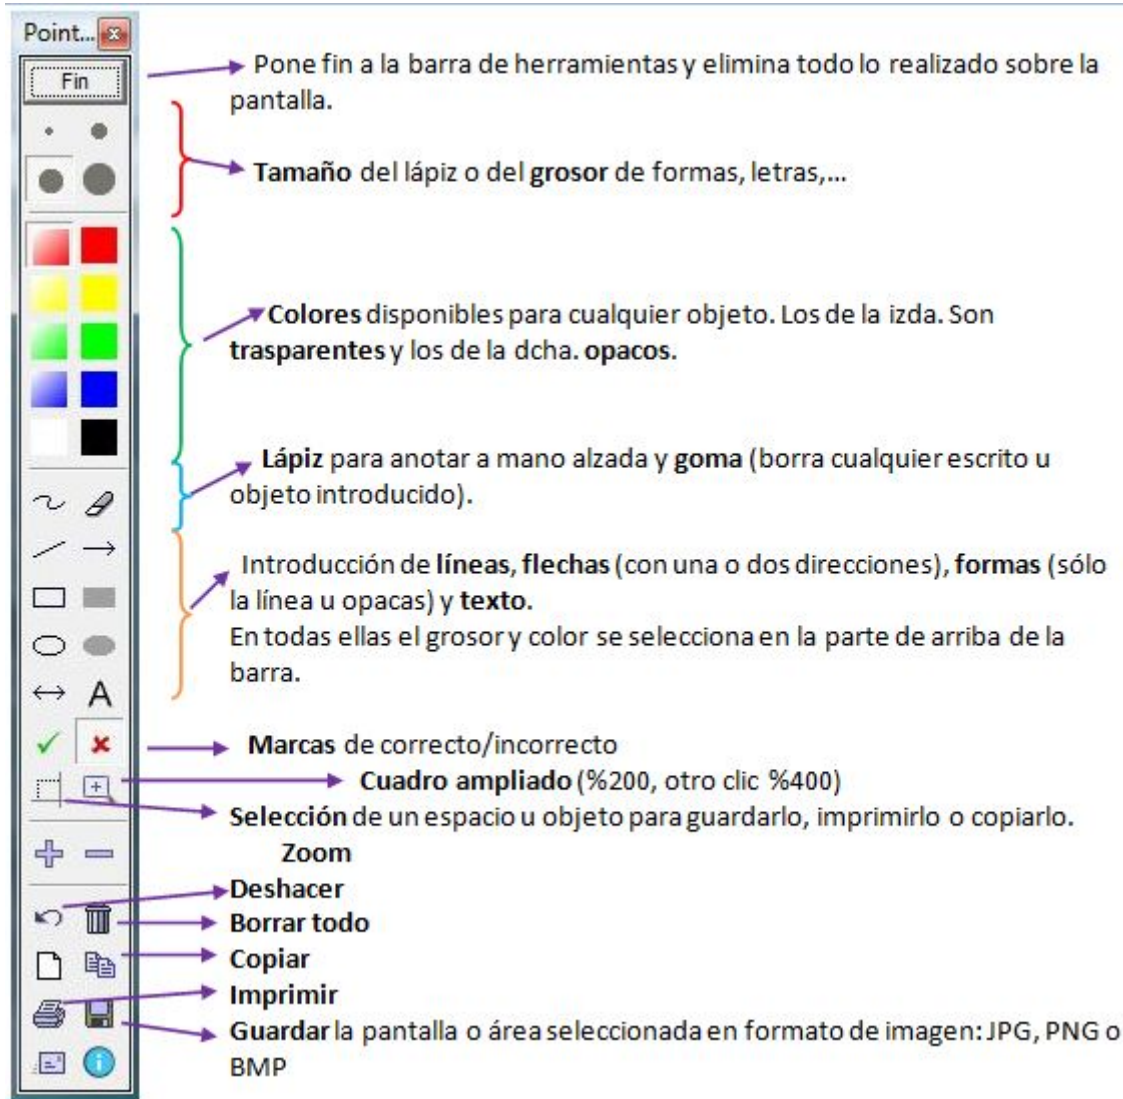 Point...
Fin
Pone fin a la barra de herramientas y elimina todo lo realizado sobre la
pantalla.
Tamaño del lápiz o del grosor de formas, letras,...
Colores disponibles para cualquier objeto. Los de la izda. Son
trasparentes y los de la dcha. opacos.
Lápiz para anotar a mano alzada y goma (borra cualquier escrito u
objeto introducido).
Introducción de líneas, flechas (con una o dos direcciones), formas (sólo
la línea u opacas) y texto.
En todas ellas el grosor y color se selecciona en la parte de arriba de la
barra.
A
Marcas de correcto/incorrecto
Cuadro ampliado (%200, otro clic %400)
Selección de un espacio u objeto para guardarlo, imprimirlo o copiarlo.
Zoom
Deshacer
Borrar todo
Copiar
Imprimir
Guardar la pantalla o área seleccionada en formato de imagen: JPG, PNG o
BMP